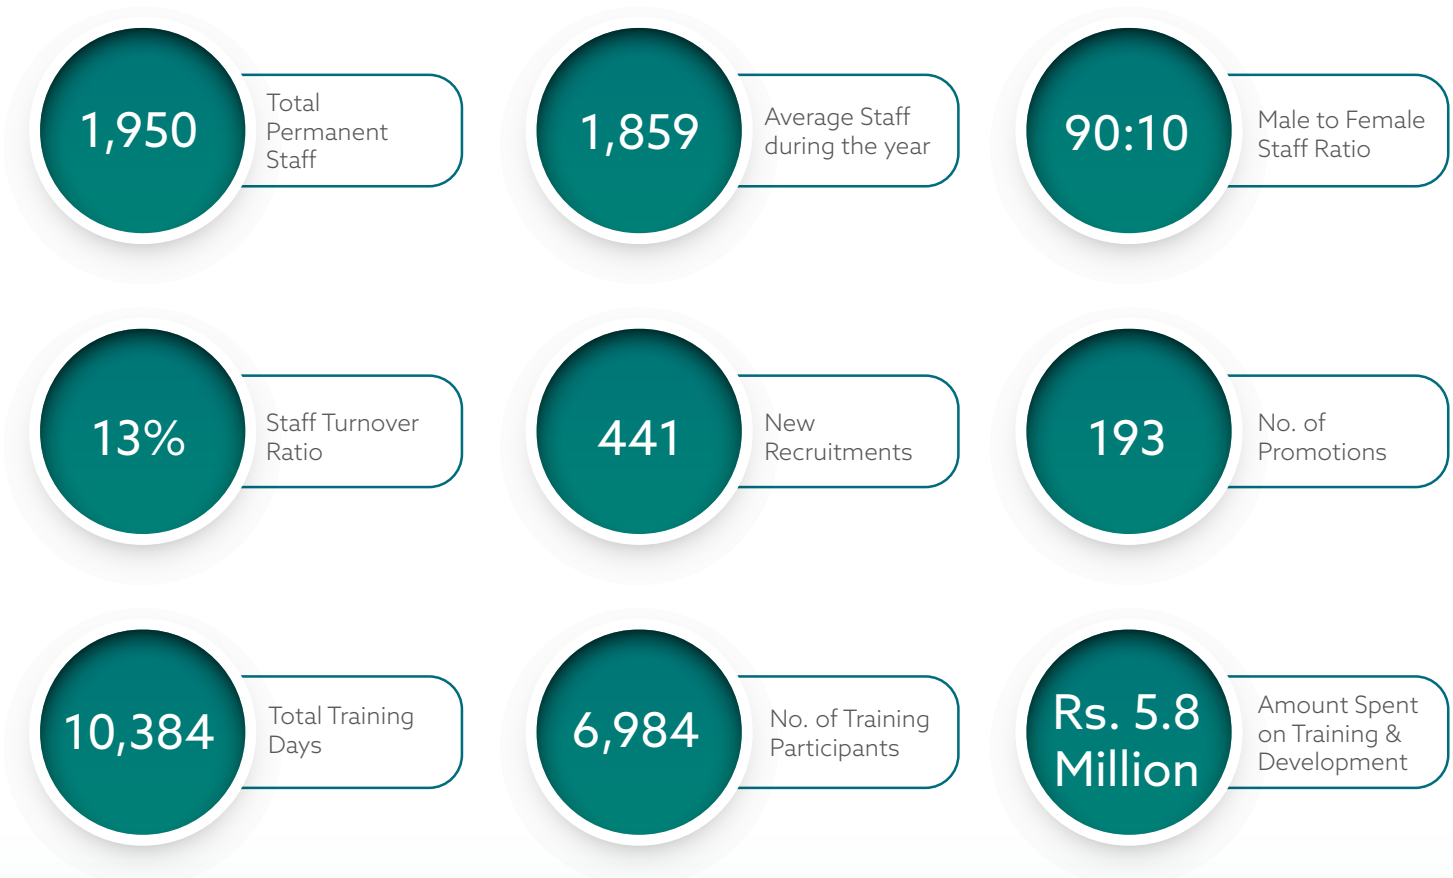 1,950
Total
Permanent
Staff
1,859
Average Staff
during the year
90:10
Male to Female
Staff Ratio
13%
Staff Turnover
Ratio
441
New
Recruitments
193
No. of
Promotions
10,384
Total Training
Days
6,984
No. of Training
Participants
Rs. 5.8
Million
Amount Spent
on Training &
Development